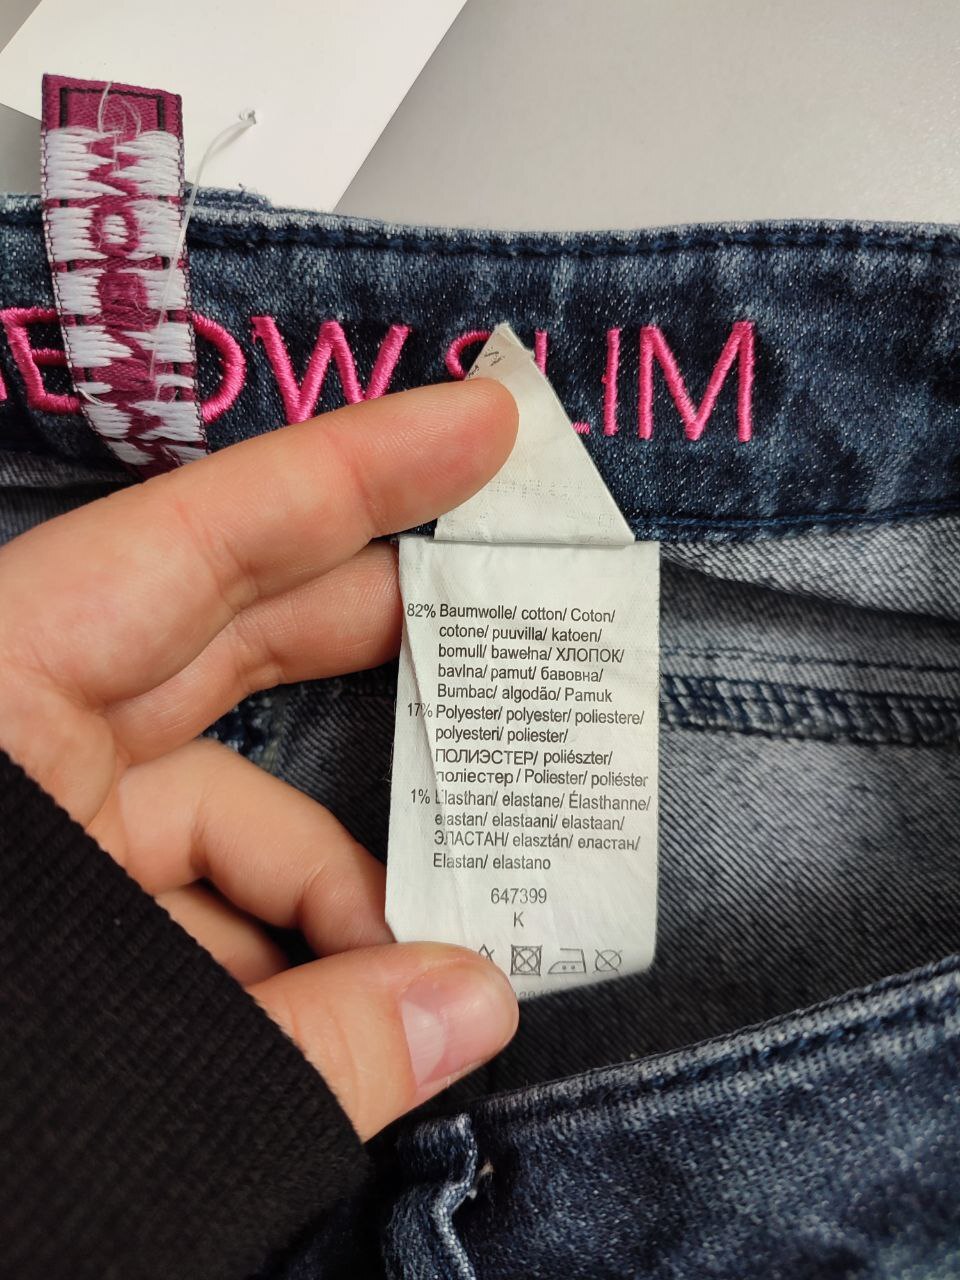 SLIM
82% Baumwolle/ cotton/ Coton/
cotone/ puuvilla/ katoen/
bomull/ bawełna/ ХЛОПОК/
bavlna/ pamut/ бавовна/
Bumbac/ algodão/ Pamuk
17% Polyester/ polyester/ poliestere/
polyesteri/ poliester/
ПОЛИЭСТЕР/ poliészter/
поліестер/ Poliester/ poliéster
1% Elasthan/ elastane/ Élasthanne/
elastan/ elastaani/ elastaan/
ЭЛАСТАН/ elasztán/ еластан/
Elastan/ elastano
647399
K